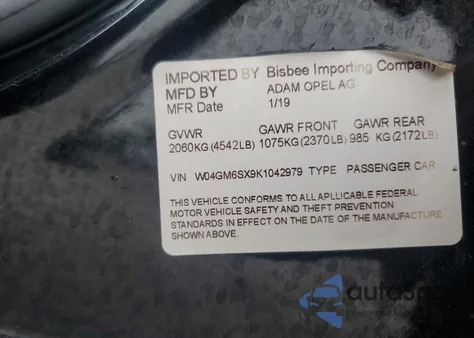 IMPORTED BY Bisbee Importing Company
MFD BY ADAM OPEL AG
MFR Date 1/19
GVWR GAWR FRONT GAWR REAR
2060KG (4542LB) 1075KG (2370LB) 985 KG (2172LB)
VIN W04GM6SX9K1042979 TYPE PASSENGER CAR
THIS VEHICLE CONFORMS TO ALL APLLICABLE FEDERAL
MOTOR VEHICLE SAFETY AND THEFT PREVENTION
STANDARDS IN EFFECT ON THE DATE OF THE MANUFACTURE
SHOWN ABOVE.